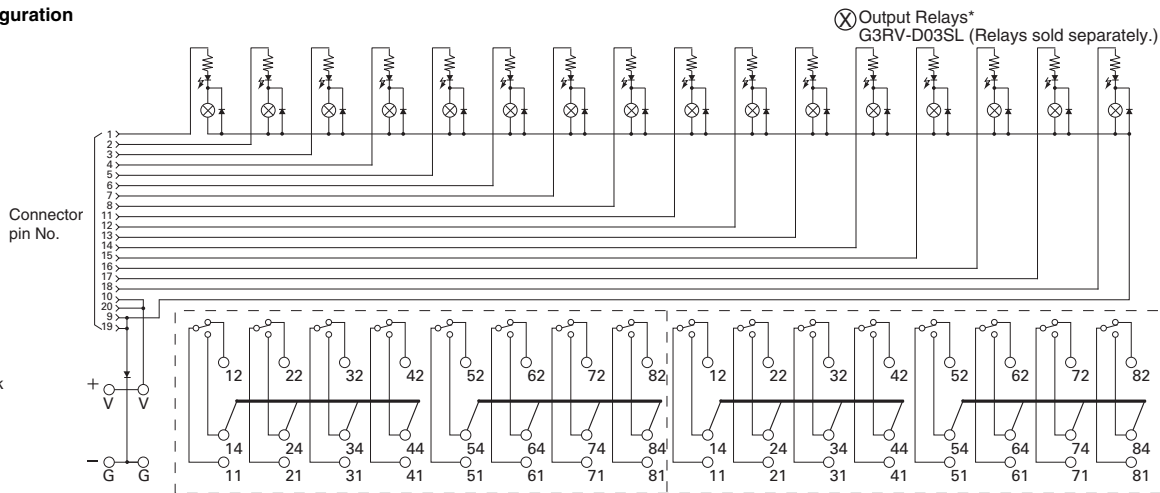 guration
Output Relays*
G3RV-D03SL (Relays sold separately.)
Connector
pin No.
1
2
3
4
5
6
7
8
11
12
13
14
15
16
17
18
10
20
9
19
12 22 32 42 52 62 72 82 12 22 32 42 52 62 72 82
k
+
V V
14 24 34 44 54 64 74 84 14 24 34 44 54 64 74 84
−
G G
11 21 31 41 51 61 71 81 11 21 31 41 51 61 71 81